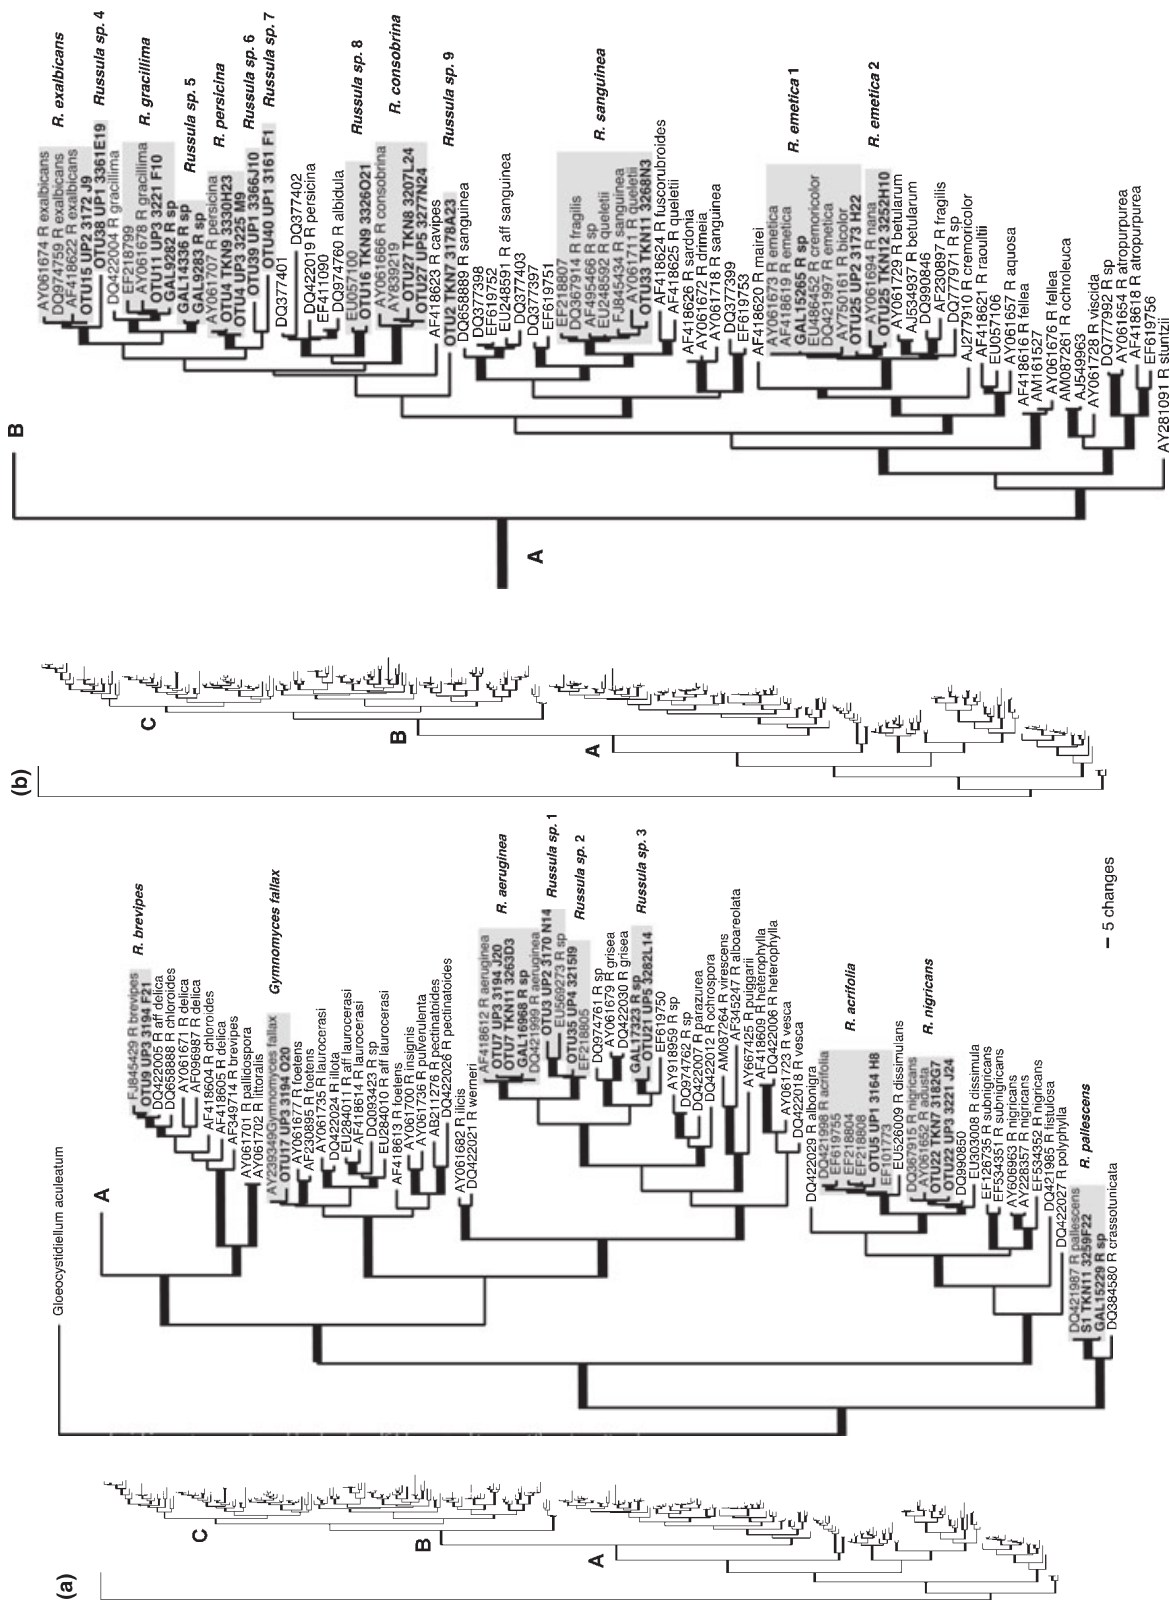 (a)
C
B
A
Gloeocystidiellum aculeatum
A
FJ845429 R brevipes
OTU9 UP3 3194 F21
DQ422005 R aff delica
DQ658888 R chloroides
AY061671 R delica
AF096987 R delica
AF418604 R chloroides
AF418605 R delica
AF349714 R brevipes
AY061701 R pallidospora
AY061702 R littoralis
R. brevipes
AY239349Gymnomyces fallax
OTU17 UP3 3194 O20
Gymnomyces fallax
AY061677 R foetens
AF230895 R foetens
AY061735 R laurocerasi
DQ422024 R illota
EU284011 R aff laurocerasi
AF418614 R laurocerasi
DQ093423 R sp
EU284010 R aff laurocerasi
AF418613 R foetens
AY061700 R insignis
AY061736 R pulverulenta
AB211276 R pectinatoides
DQ422026 R pectinatoides
AY061682 R ilicis
DQ422021 R werneri
AF418612 R aeruginea
OTU7 UP3 3194 J20
OTU7 TKN11 3263D3
GAL16968 R sp
DQ421999 R aeruginea
R. aeruginea
OTU3 UP2 3170 N14
EU569273 R sp
Russula sp. 1
OTU35 UP4 3215I9
EF218805
Russula sp. 2
DQ974761 R sp
AY061679 R grisea
DQ422030 R grisea
GAL17323 R sp
OTU21 UP5 3282L14
Russula sp. 3
EF619750
AY918958 R sp
DQ974762 R sp
DQ422007 R parazurea
DQ422012 R ochrospora
AM087264 R virescens
AF345247 R alboareolata
AY667425 R puiggarii
AF418609 R heterophylla
DQ422006 R heterophylla
AY061723 R vesca
DQ422018 R vesca
DQ422029 R albonigra
DQ421998 R acrifolia
EF619755
EF218804
EF218808
OTU5 UP1 3164 H8
EF101773
R. acrifolia
EU526009 R dissimulans
DQ367915 R nigricans
AY061652 R adusta
OTU22 TKN7 3182G7
OTU22 UP3 3221 J24
R. nigricans
DQ990850
EU303008 R dissimula
EF126735 R subnigricans
EF534351 R subnigricans
AY606963 R nigricans
AY228357 R nigricans
EF534352 R nigricans
DQ421985 R fistulosa
DQ422027 R polyphylla
DQ421987 R pallescens
S1 TKN11 3259F22
GAL15229 R sp
R. pallescens
DQ384580 R crassotunicata
5 changes
(b)
C
B
A
B
A
AY061674 R exalbicans
DQ974759 R exalbicans
AF418622 R exalbicans
OTU15 UP2 3172 J9
R. exalbicans
OTU38 UP1 3361E19
Russula sp. 4
DQ422004 R gracillima
EF218799
AY061678 R gracillima
OTU11 UP3 3221 F10
GAL9282 R sp
R. gracillima
GAL14336 R sp
GAL9283 R sp
Russula sp. 5
AY061707 R persicina
OTU4 TKN9 3330H23
OTU4 UP3 3225 M9
R. persicina
OTU39 UP1 3366J10
Russula sp. 6
OTU40 UP1 3161 F1
Russula sp. 7
DQ377401
DQ377402
DQ422019 R persicina
EF411090
DQ974760 R albidula
EU057100
OTU16 TKN9 3326O21
Russula sp. 8
AY061666 R consobrina
AY839219
OTU27 TKN8 3207L24
OTU27 UP5 3277N24
R. consobrina
AF418623 R cavipes
OTU2 TKN7 3178A23
Russula sp. 9
DQ658889 R sanguinea
DQ377398
EF619752
EU248591 R aff sanguinea
DQ377403
DQ377397
EF619751
EF218807
DQ367914 R fragilis
AF495466 R sp
EU248592 R queletii
FJ845434 R sanguinea
AY061711 R queletii
OTU13 TKN11 3268N3
R. sanguinea
AF418624 R fuscorubroides
AF418625 R queletii
AF418626 R sardonia
AY061672 R drimeia
AY061718 R sanguinea
DQ377399
EF619753
AF418620 R mairei
AY061673 R emetica
AF418619 R emetica
GAL15265 R sp
EU486452 R cremoricolor
DQ421997 R emetica
AY750161 R bicolor
OTU25 UP2 3173 H22
R. emetica 1
AY061694 R nana
OTU25 TKN12 3252H10
R. emetica 2
AY061729 R betularum
AJ534937 R betularum
DQ990846
AF230897 R fragilis
DQ777971 R sp
AJ277910 R cremoricolor
AF418621 R raoultii
EU057106
AY061657 R aquosa
AF418616 R fellea
AM161527
AY061676 R fellea
AM087261 R ochroleuca
AJ549963
AY061728 R viscida
DQ777992 R sp
AY061654 R atropurpurea
AF418618 R atropurpurea
EF619756
AY281091 R suntzii